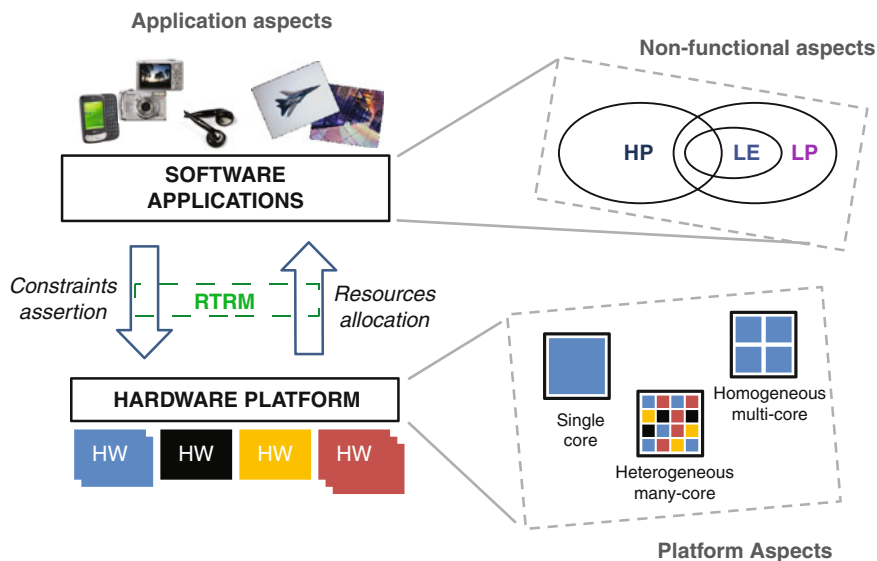 Application aspects
Non-functional aspects
HP
LE
LP
SOFTWARE
APPLICATIONS
Constraints
assertion
RTRM
Resources
allocation
HARDWARE PLATFORM
HW
HW
HW
HW
Single
core
Heterogeneous
many-core
Homogeneous
multi-core
Platform Aspects